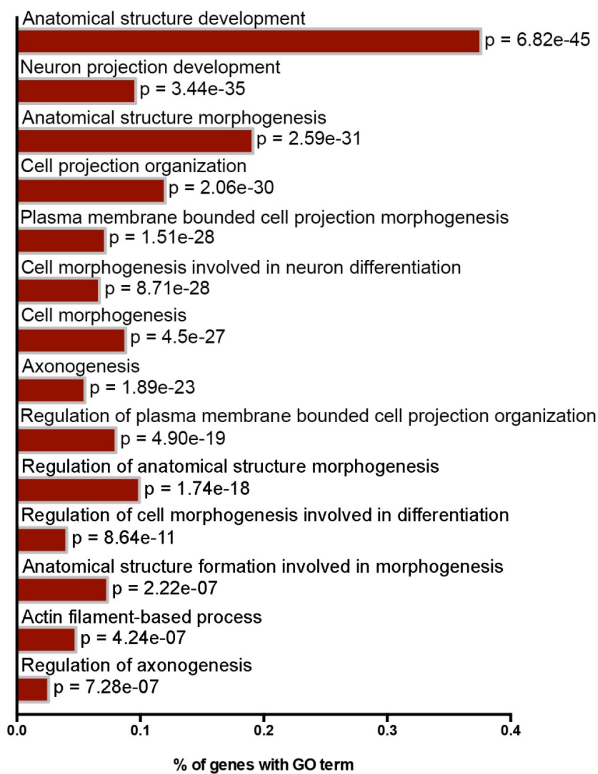 Anatomical structure development
p = 6.82e-45
Neuron projection development
p = 3.44e-35
Anatomical structure morphogenesis
p = 2.59e-31
Cell projection organization
p = 2.06e-30
Plasma membrane bounded cell projection morphogenesis
p = 1.51e-28
Cell morphogenesis involved in neuron differentiation
p = 8.71e-28
Cell morphogenesis
p = 4.5e-27
Axonogenesis
p = 1.89e-23
Regulation of plasma membrane bounded cell projection organization
p = 4.90e-19
Regulation of anatomical structure morphogenesis
p = 1.74e-18
Regulation of cell morphogenesis involved in differentiation
p = 8.64e-11
Anatomical structure formation involved in morphogenesis
p = 2.22e-07
Actin filament-based process
p = 4.24e-07
Regulation of axonogenesis
p = 7.28e-07
0.0 0.1 0.2 0.3 0.4
% of genes with GO term